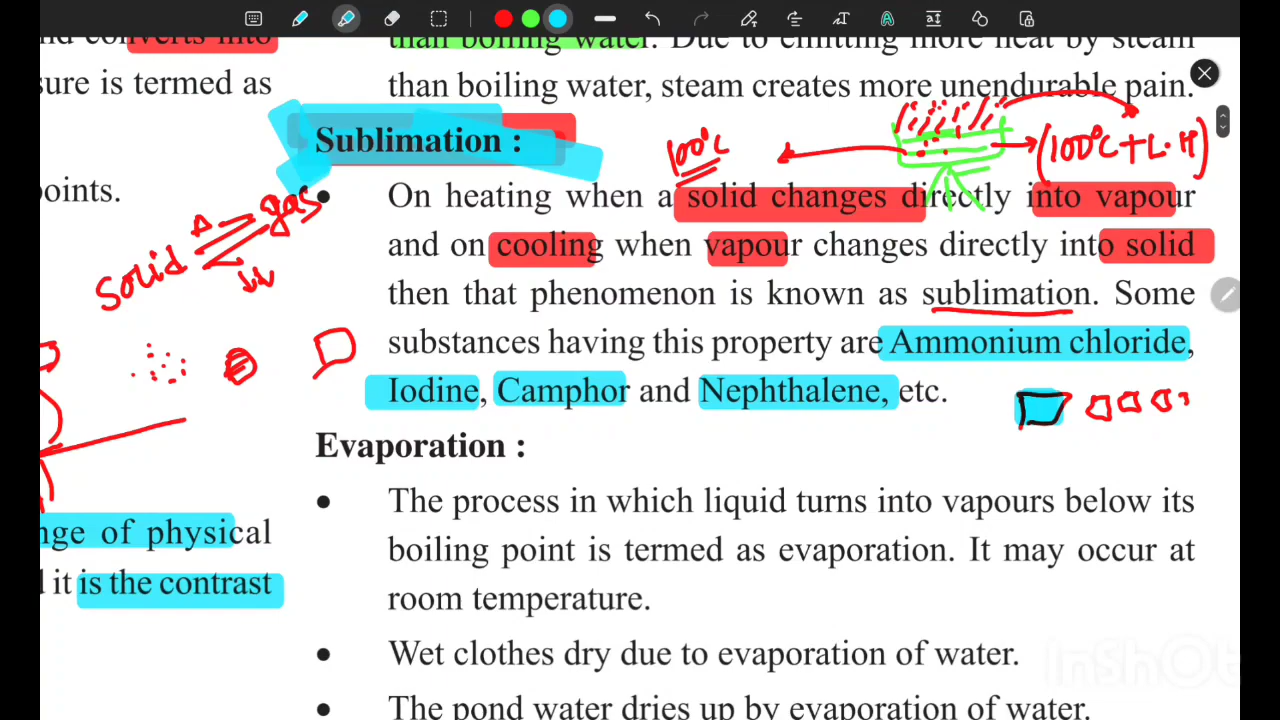 nd converts into
sure is termed as
points.
solid Δ gas
nge of physical
d it is the contrast
than boiling water. Due to emitting more heat by steam
than boiling water, steam creates more unendurable pain.
Sublimation :
100°C
(100°C + L.H)
• On heating when a solid changes directly into vapour
and on cooling when vapour changes directly into solid
then that phenomenon is known as sublimation. Some
substances having this property are Ammonium chloride,
Iodine, Camphor and Nephthalene, etc.
Evaporation :
• The process in which liquid turns into vapours below its
boiling point is termed as evaporation. It may occur at
room temperature.
• Wet clothes dry due to evaporation of water.
• The pond water dries up by evaporation of water.
InshOt